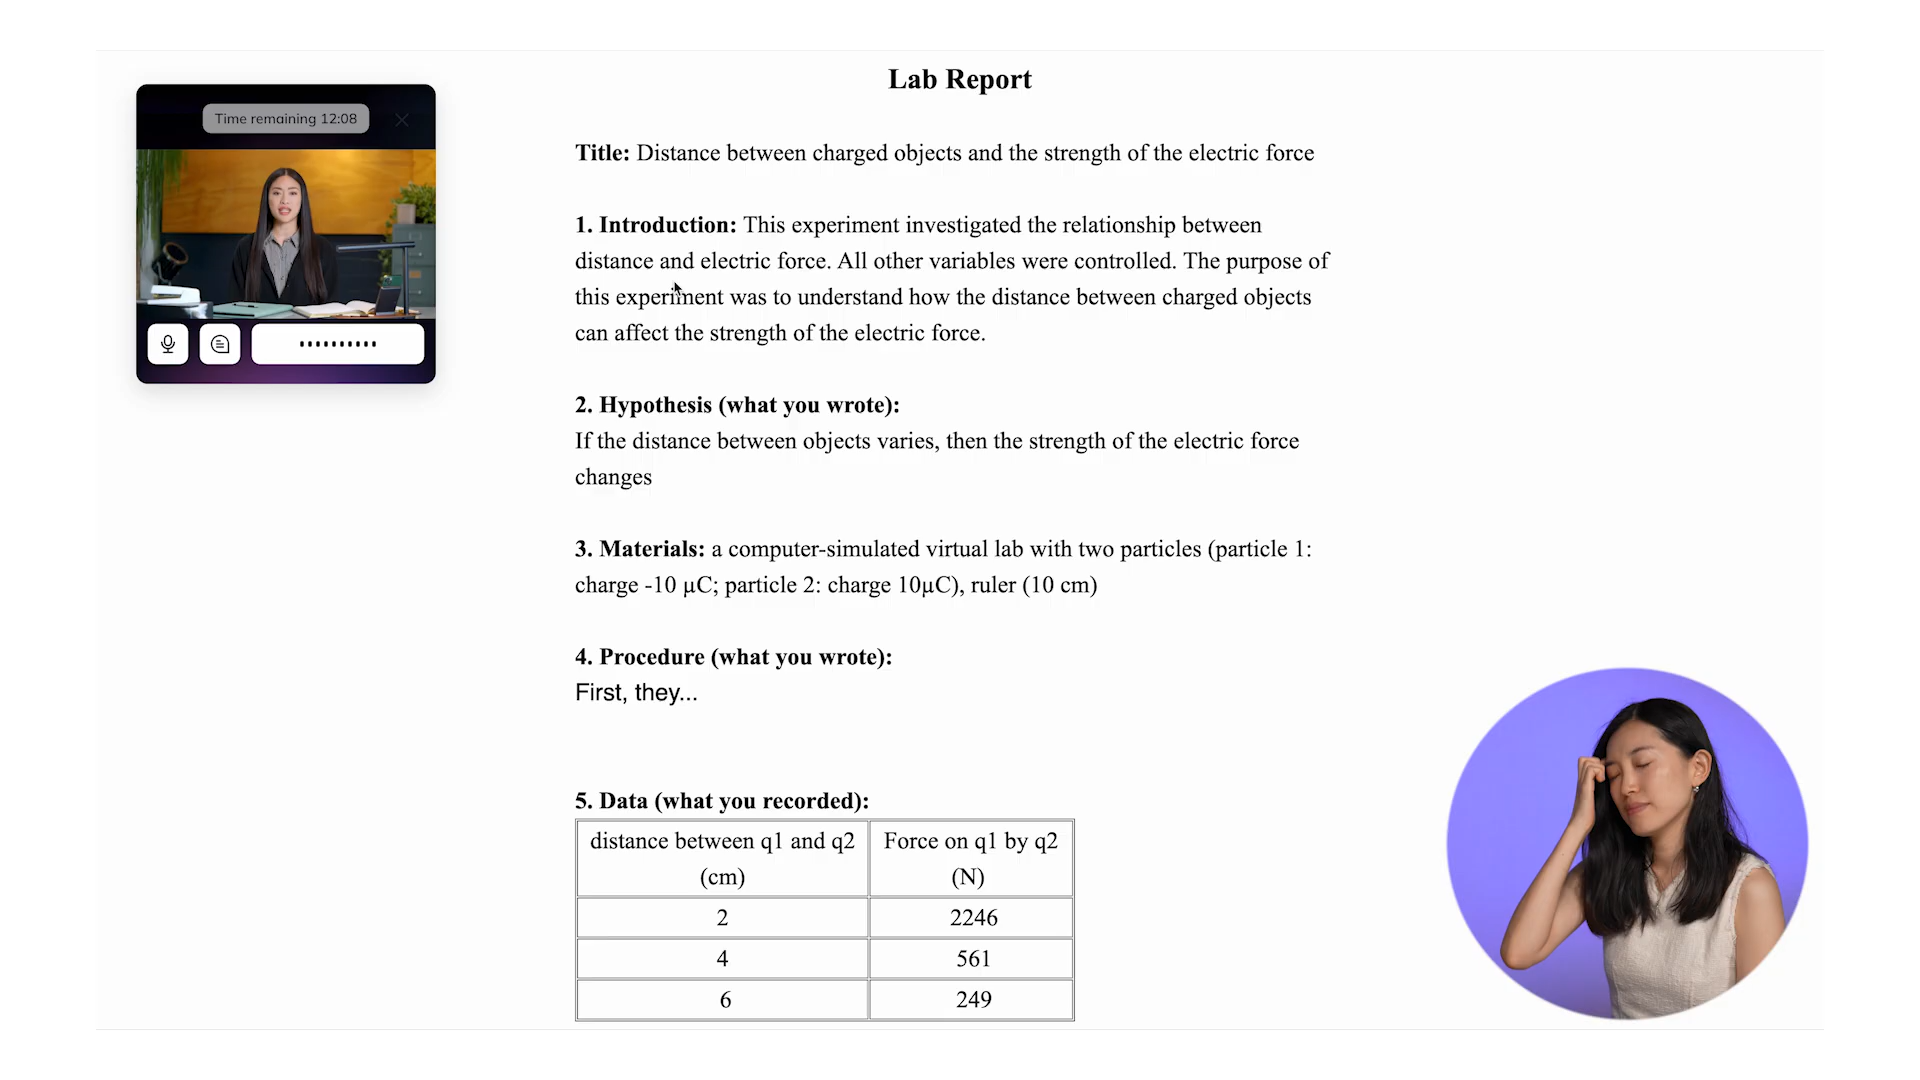 Lab Report
Time remaining 12:08
Title: Distance between charged objects and the strength of the electric force
1. Introduction: This experiment investigated the relationship between
distance and electric force. All other variables were controlled. The purpose of
this experiment was to understand how the distance between charged objects
can affect the strength of the electric force.
2. Hypothesis (what you wrote):
If the distance between objects varies, then the strength of the electric force
changes
3. Materials: a computer-simulated virtual lab with two particles (particle 1:
charge -10 μC; particle 2: charge 10μC), ruler (10 cm)
4. Procedure (what you wrote):
First, they...
5. Data (what you recorded):
distance between q1 and q2 (cm)
Force on q1 by q2 (N)
2 2246
4 561
6 249